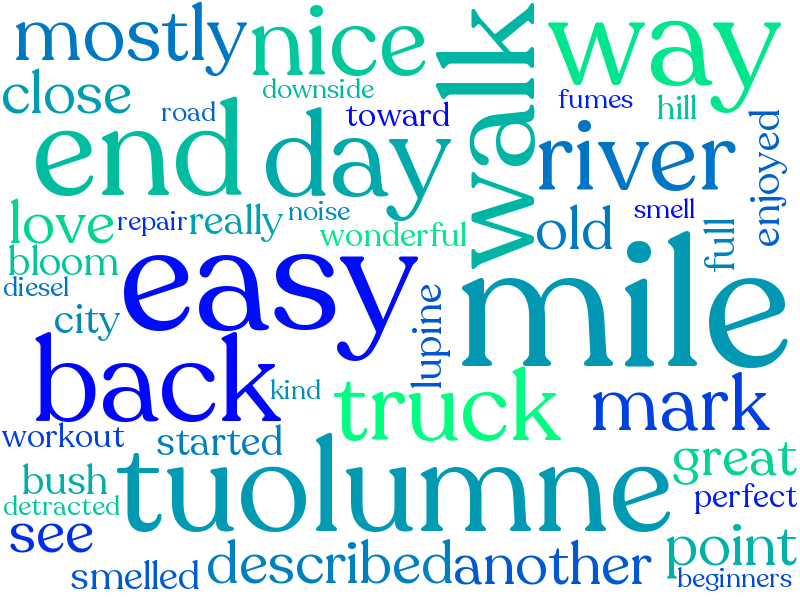 mostly nice walk way
close downside fumes hill
road toward
end day river enjoyed
love repair really noise smell
wonderful old full
bloom easy mile
diesel
city lupine
back kind truck mark
workout started great
bush tuolumne
detracted perfect
see point
smelled described another beginners